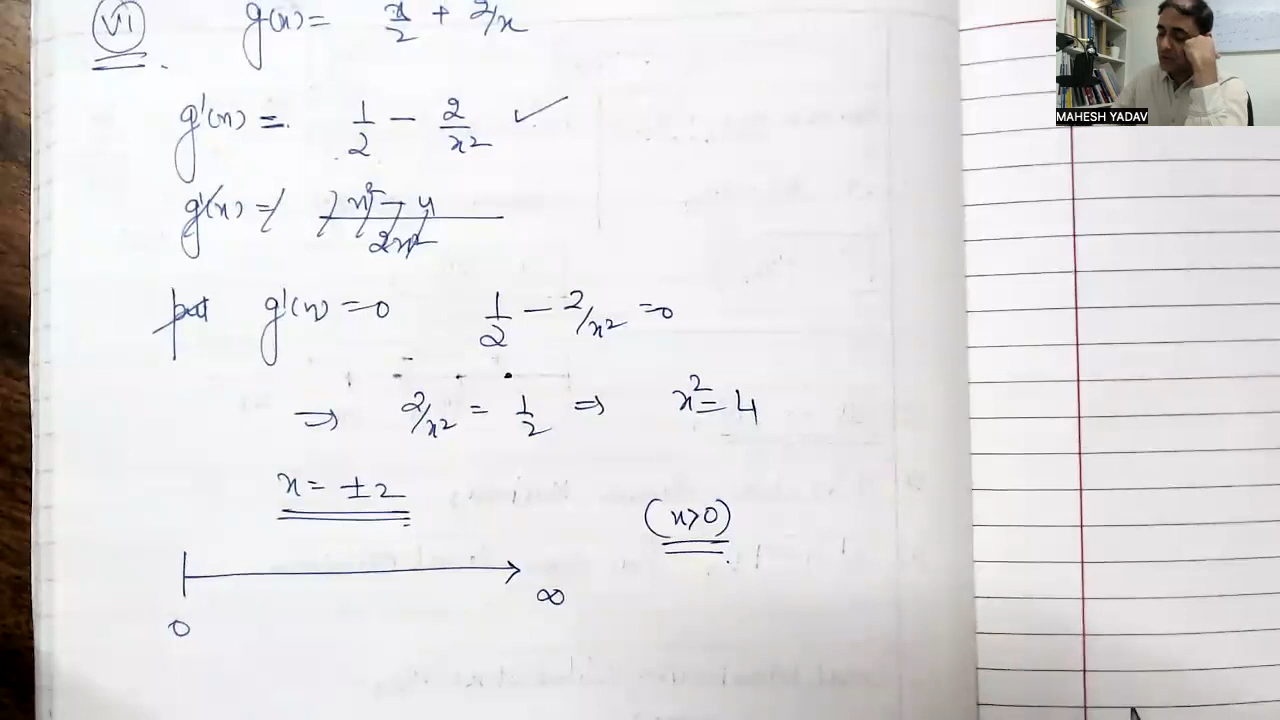 VI g(x) = x/2 + 2/x
g'(x) = 1/2 - 2/x² ✓
g'(x) = x² - 4 / 2x²
put g'(x) = 0 1/2 - 2/x² = 0
⇒ 2/x² = 1/2 ⇒ x² = 4
x = ±2
(x>0)
0 ∞
MAHESH YADAV